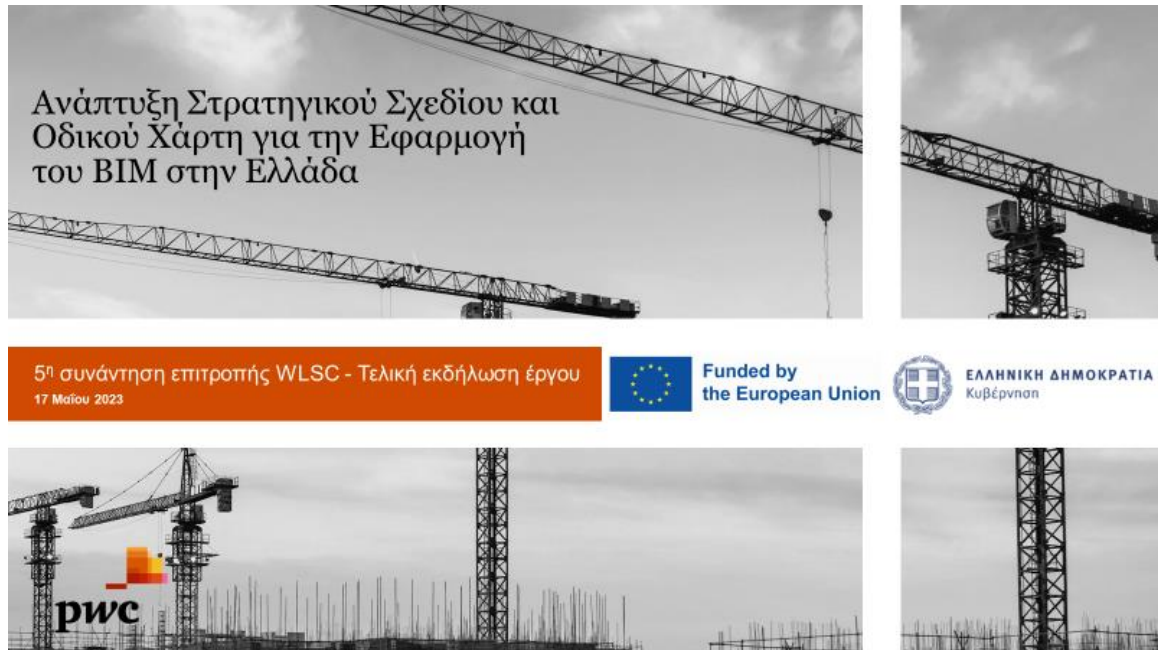 Ανάπτυξη Στρατηγικού Σχεδίου και
Οδικού Χάρτη για την Εφαρμογή
του BIM στην Ελλάδα
5η συνάντηση επιτροπής WLSC - Τελική εκδήλωση έργου
17 Μαΐου 2023
Funded by
the European Union
ΕΛΛΗΝΙΚΗ ΔΗΜΟΚΡΑΤΙΑ
Κυβέρνηση
pwc